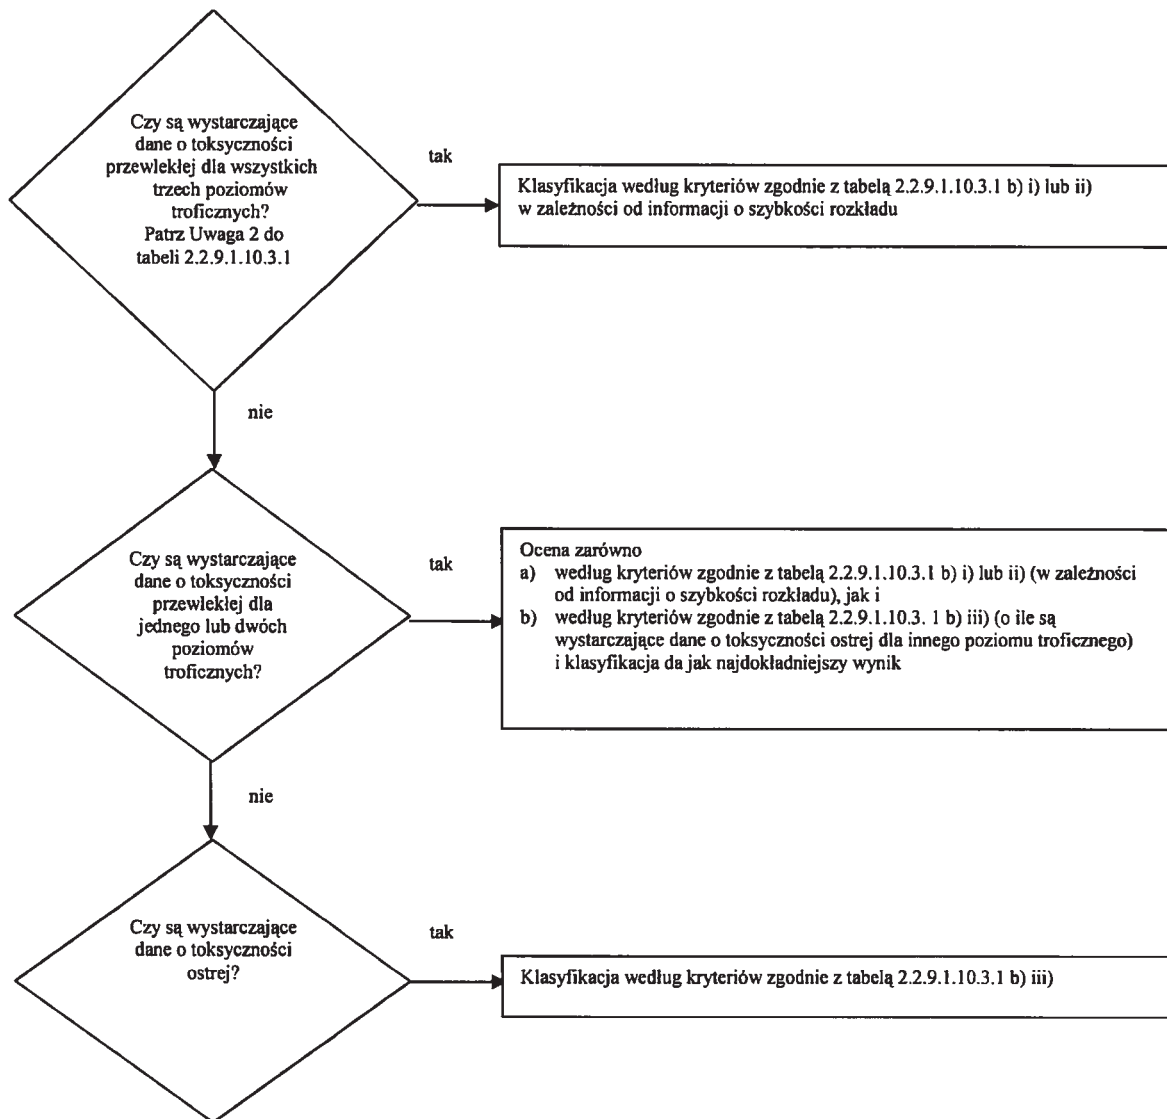 Czy są wystarczające
dane o toksyczności
przewlekłej dla wszystkich
trzech poziomów
troficznych?
Patrz Uwaga 2 do
tabeli 2.2.9.1.10.3.1
tak
Klasyfikacja według kryteriów zgodnie z tabelą 2.2.9.1.10.3.1 b) i) lub ii)
w zależności od informacji o szybkości rozkładu
nie
Czy są wystarczające
dane o toksyczności
przewlekłej dla
jednego lub dwóch
poziomów
troficznych?
tak
Ocena zarówno
a) według kryteriów zgodnie z tabelą 2.2.9.1.10.3.1 b) i) lub ii) (w zależności
od informacji o szybkości rozkładu), jak i
b) według kryteriów zgodnie z tabelą 2.2.9.1.10.3. 1 b) iii) (o ile są
wystarczające dane o toksyczności ostrej dla innego poziomu troficznego)
i klasyfikacja da jak najdokładniejszy wynik
nie
Czy są wystarczające
dane o toksyczności
ostrej?
tak
Klasyfikacja według kryteriów zgodnie z tabelą 2.2.9.1.10.3.1 b) iii)